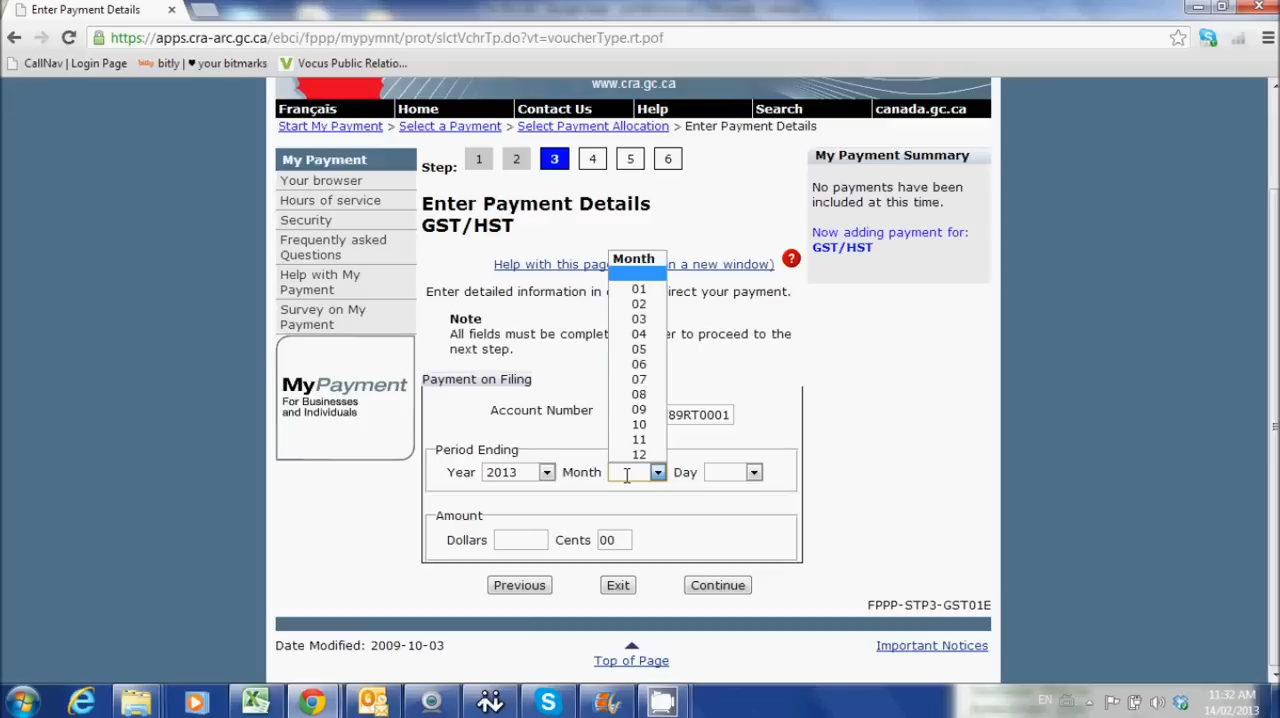 Enter Payment Details
https://apps.cra-arc.gc.ca/ebci/fppp/mypymnt/prot/slctVchrTp.do?vt=voucherType.rt.pof
CallNav | Login Page
bitly | ♥ your bitmarks
Vocus Public Relatio...
www.cra.gc.ca
Français Home Contact Us Help Search canada.gc.ca
Start My Payment > Select a Payment > Select Payment Allocation > Enter Payment Details
My Payment
Your browser
Hours of service
Security
Frequently asked
Questions
Help with My
Payment
Survey on My
Payment
MyPayment
For Businesses
and Individuals
Step: 1 2 3 4 5 6
Enter Payment Details
GST/HST
Help with this n a new window) ?
Enter detailed information in irect your payment.
Note
All fields must be er to proceed to the
next step.
Payment on Filing
Account Number 89RT0001
Period Ending
Year 2013 Month Day
Month
01
02
03
04
05
06
07
08
09
10
11
12
Amount
Dollars Cents 00
Previous Exit Continue
My Payment Summary
No payments have been
included at this time.
Now adding payment for:
GST/HST
FPPP-STP3-GST01E
Date Modified: 2009-10-03
Top of Page
Important Notices
EN
11:32 AM
14/02/2013